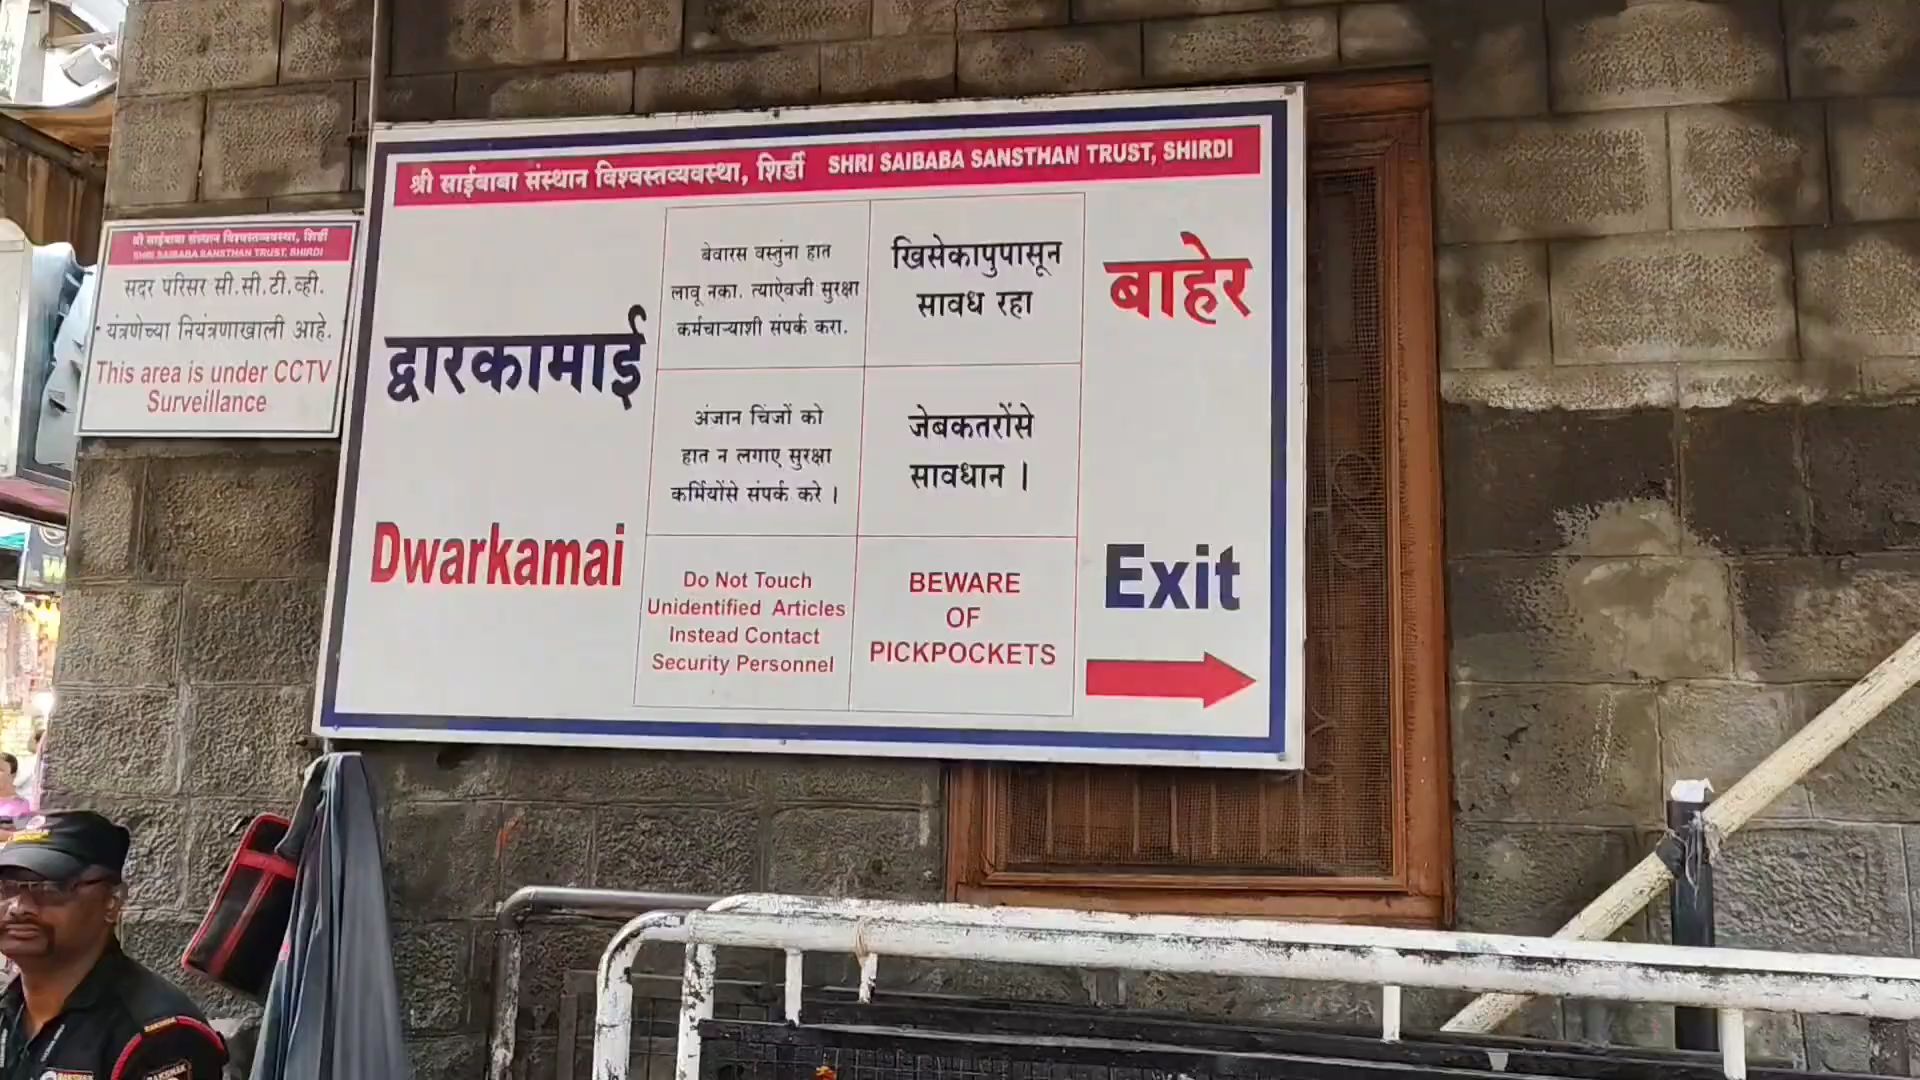 श्री साईबाबा संस्थान विश्वस्तव्यवस्था, शिर्डी
SHRI SAIBABA SANSTHAN TRUST, SHIRDI
सदर परिसर सी.सी.टी.व्ही.
यंत्रणेच्या नियंत्रणाखाली आहे.
This area is under CCTV
Surveillance
श्री साईबाबा संस्थान विश्वस्तव्यवस्था, शिर्डी SHRI SAIBABA SANSTHAN TRUST, SHIRDI
द्वारकामाई
Dwarkamai
बेवारस वस्तुंना हात
लावू नका. त्याऐवजी सुरक्षा
कर्मचाऱ्याशी संपर्क करा.
खिसेकापुपासून
सावध रहा
अंजान चिंजों को
हात न लगाए सुरक्षा
कर्मियोंसे संपर्क करे ।
जेबकतरोंसे
सावधान ।
Do Not Touch
Unidentified Articles
Instead Contact
Security Personnel
BEWARE
OF
PICKPOCKETS
बाहेर
Exit